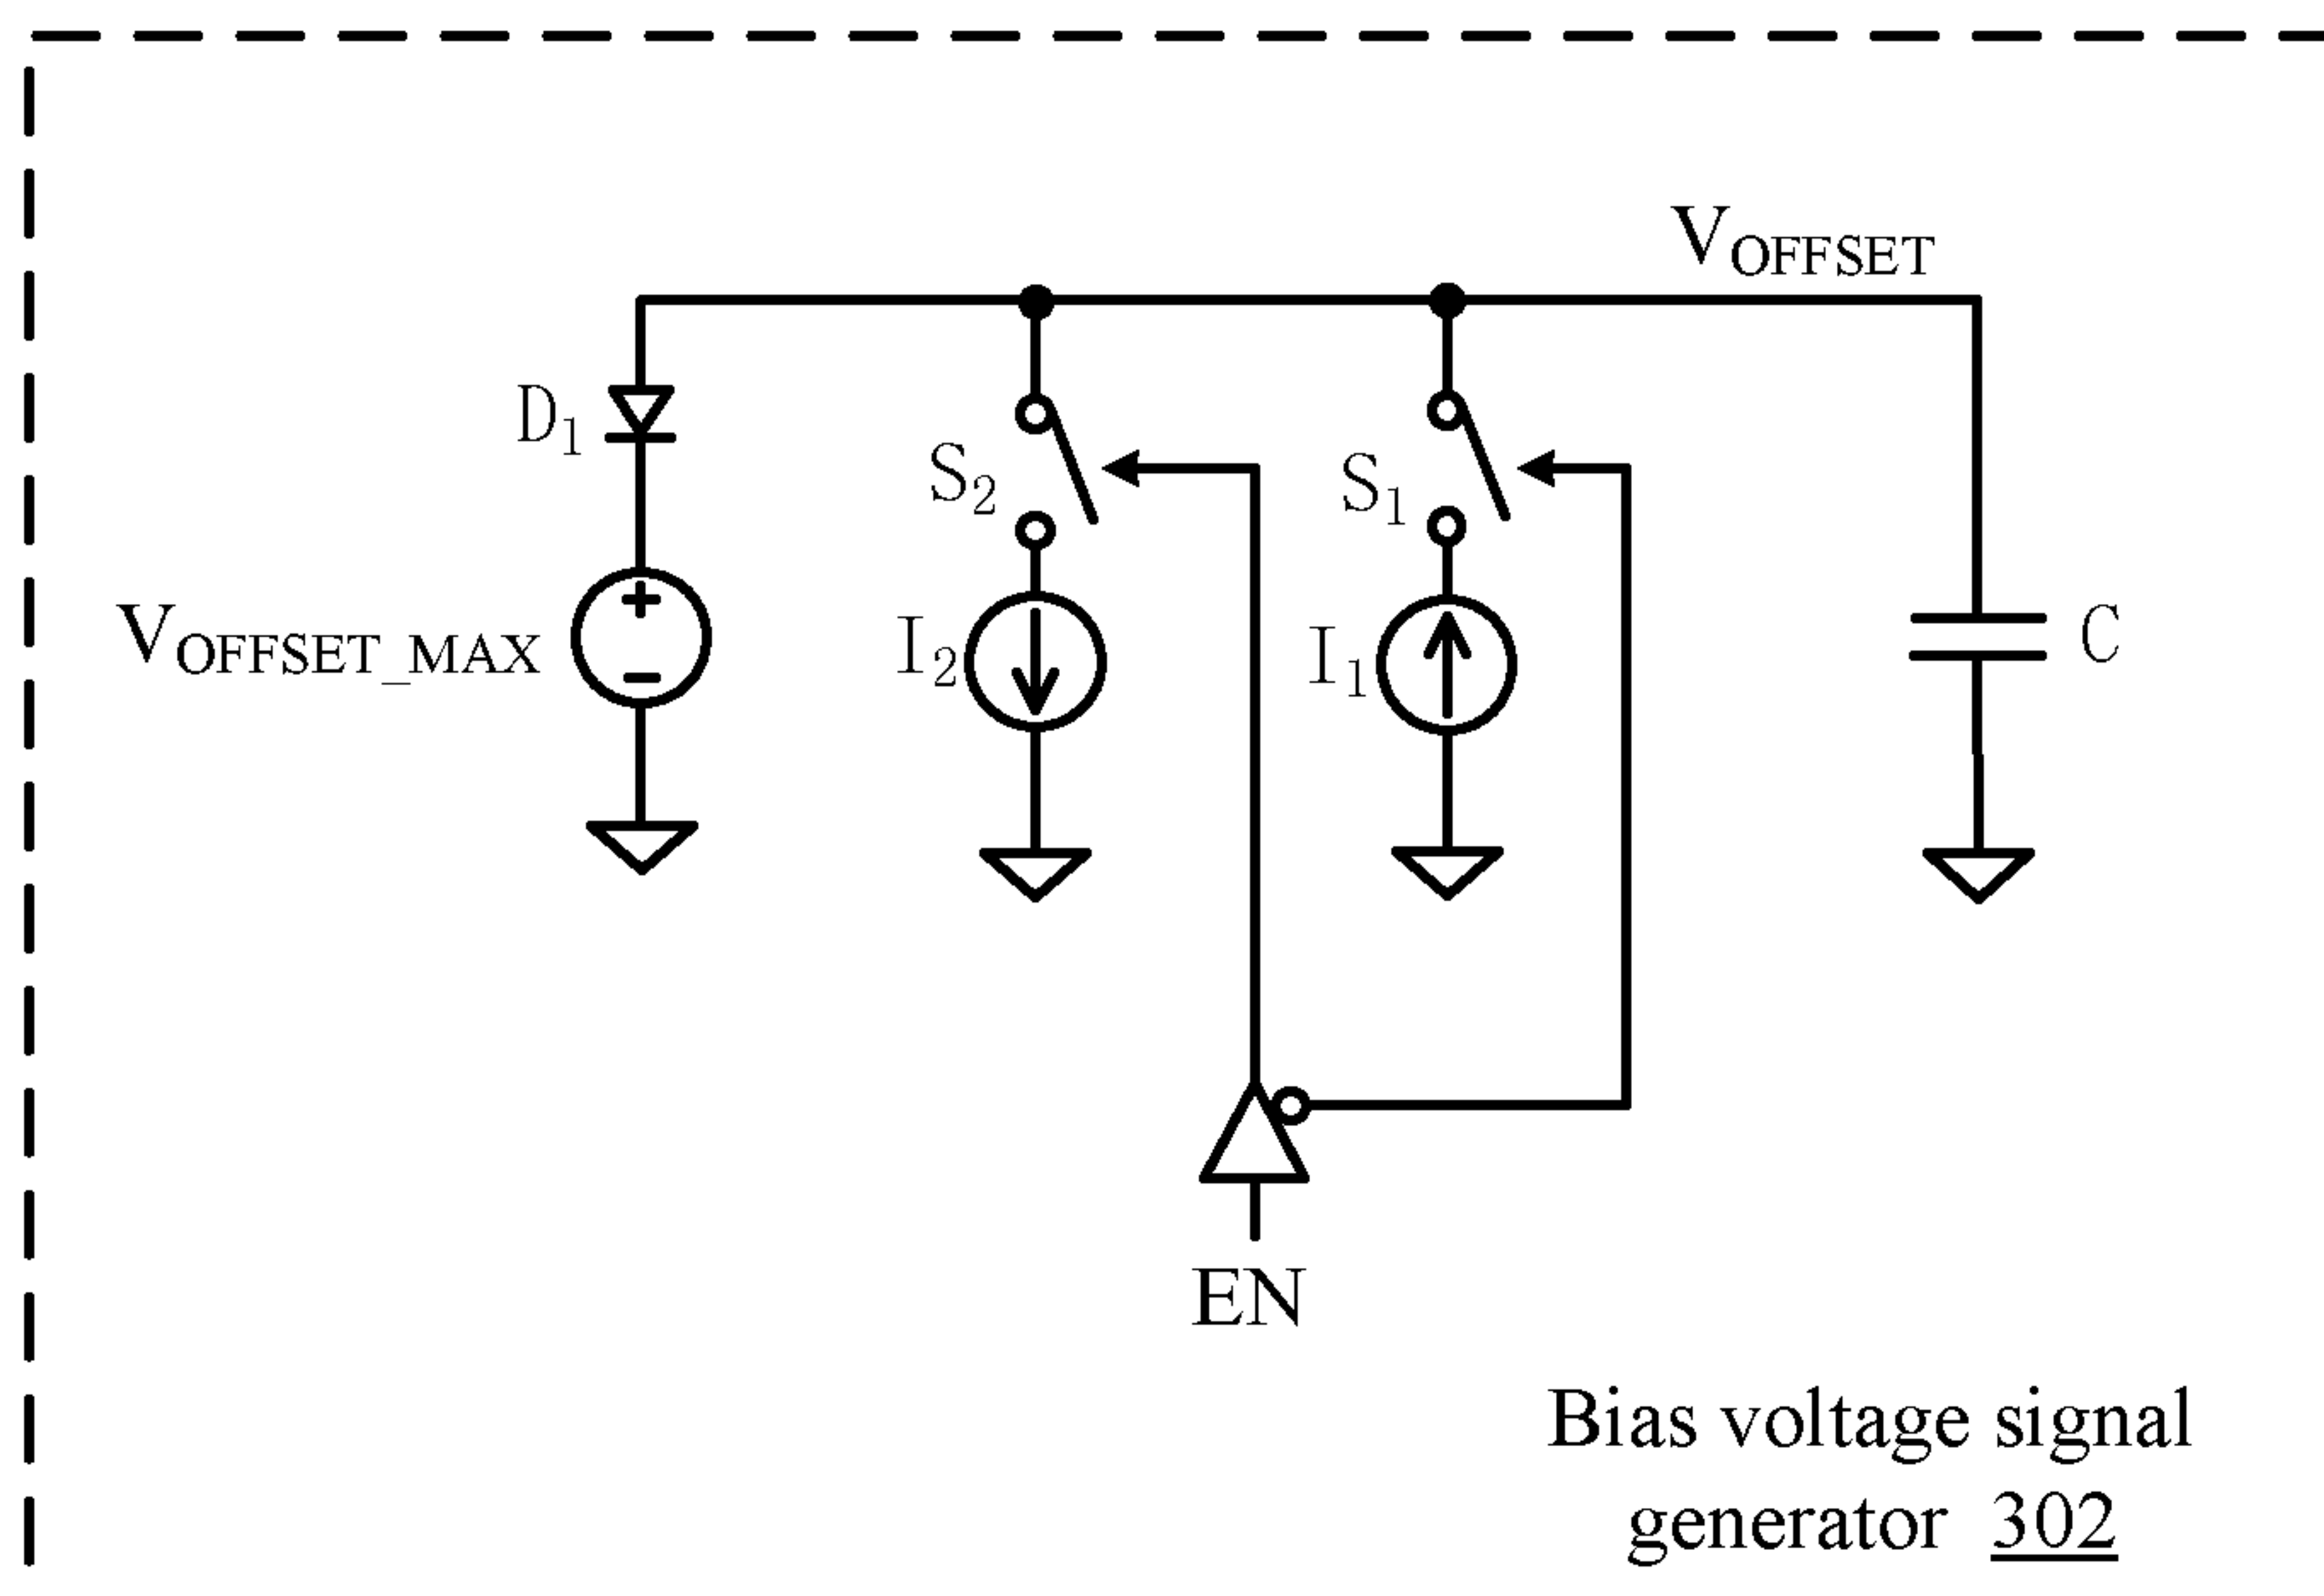 VOFFSET
D1
S2
S1
VOFFSET_MAX
+
−
I2
I1
C
EN
Bias voltage signal
generator 302